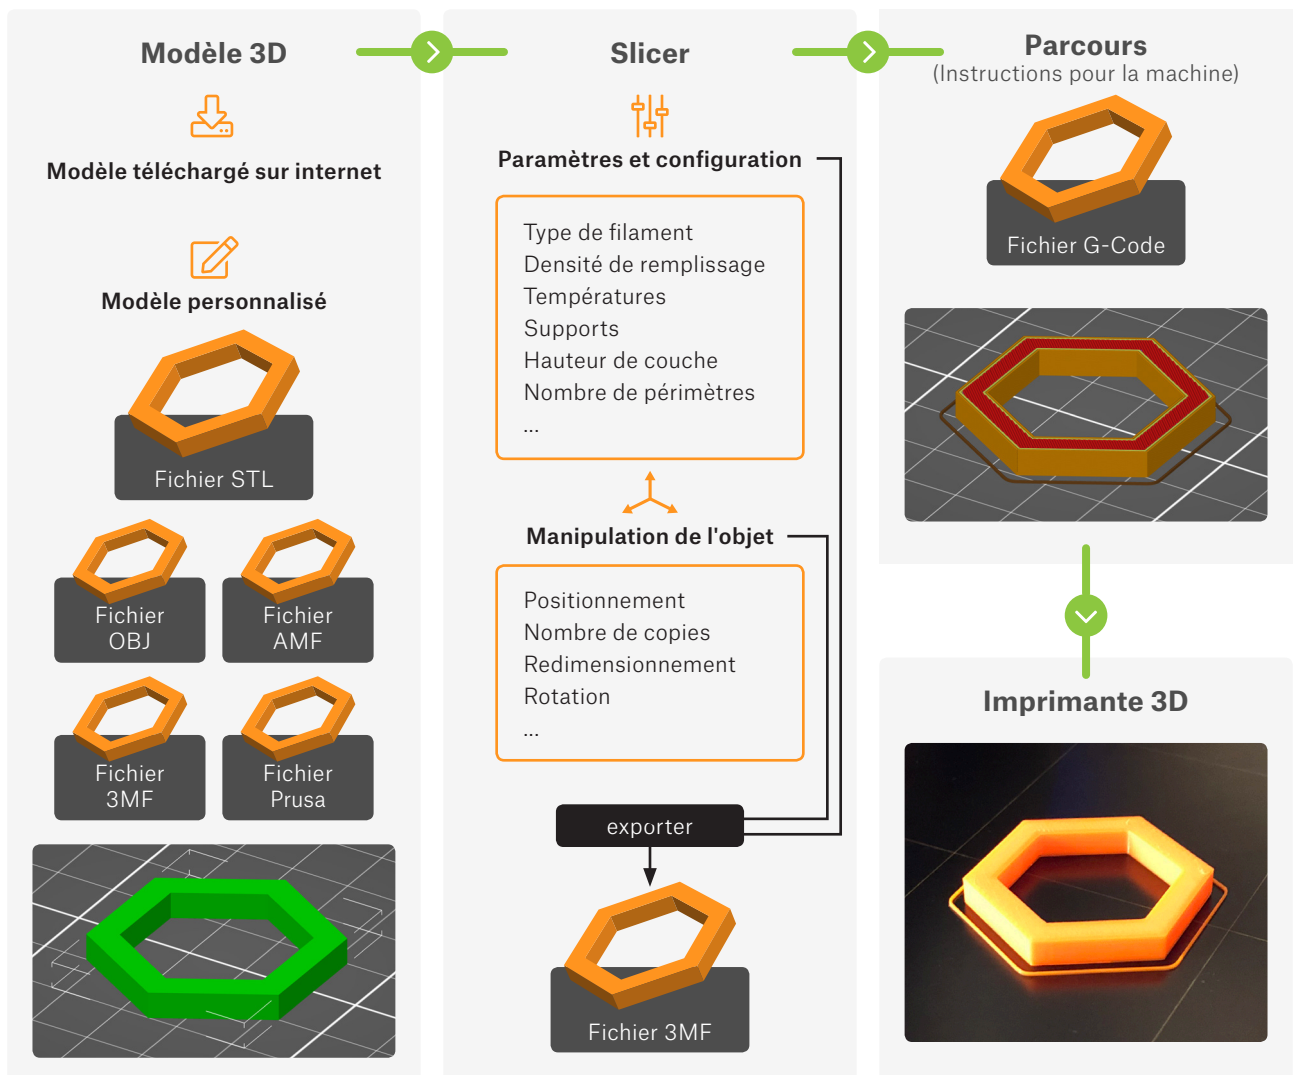 Modèle 3D
Modèle téléchargé sur internet
Modèle personnalisé
Fichier STL
Fichier
OBJ
Fichier
AMF
Fichier
3MF
Fichier
Prusa
Slicer
Paramètres et configuration
Type de filament
Densité de remplissage
Températures
Supports
Hauteur de couche
Nombre de périmètres
...
Manipulation de l'objet
Positionnement
Nombre de copies
Redimensionnement
Rotation
...
exporter
Fichier 3MF
Parcours
(Instructions pour la machine)
Fichier G-Code
Imprimante 3D